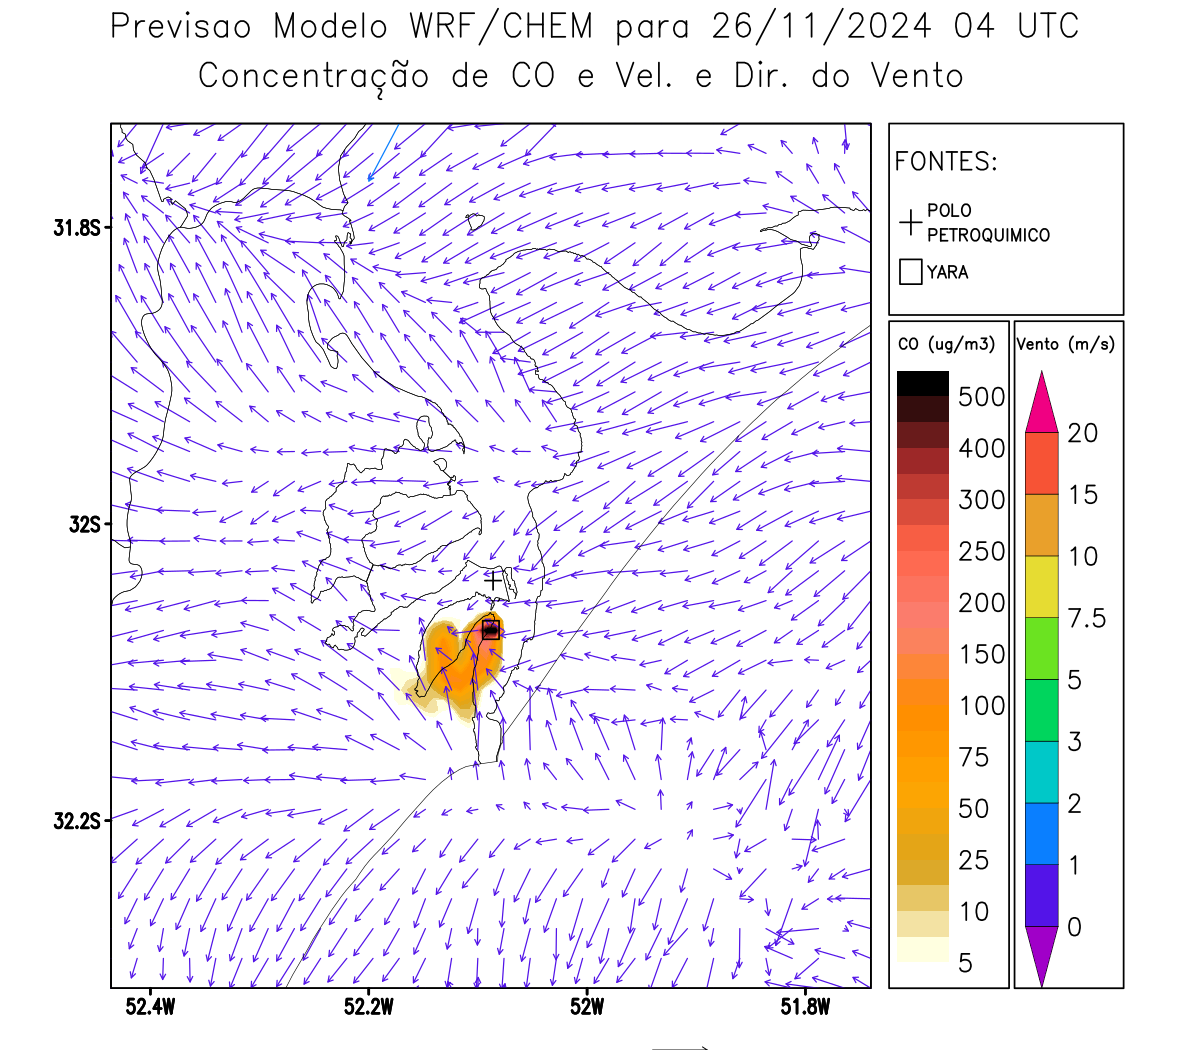 Previsao Modelo WRF/CHEM para 26/11/2024 04 UTC
Concentração de CO e Vel. e Dir. do Vento
FONTES:
POLO
PETROQUIMICO
YARA
CO (ug/m3)
500
400
300
250
200
150
100
75
50
25
10
5
Vento (m/s)
20
15
10
7.5
5
3
2
1
0
31.8S
32S
32.2S
52.4W
52.2W
52W
51.8W